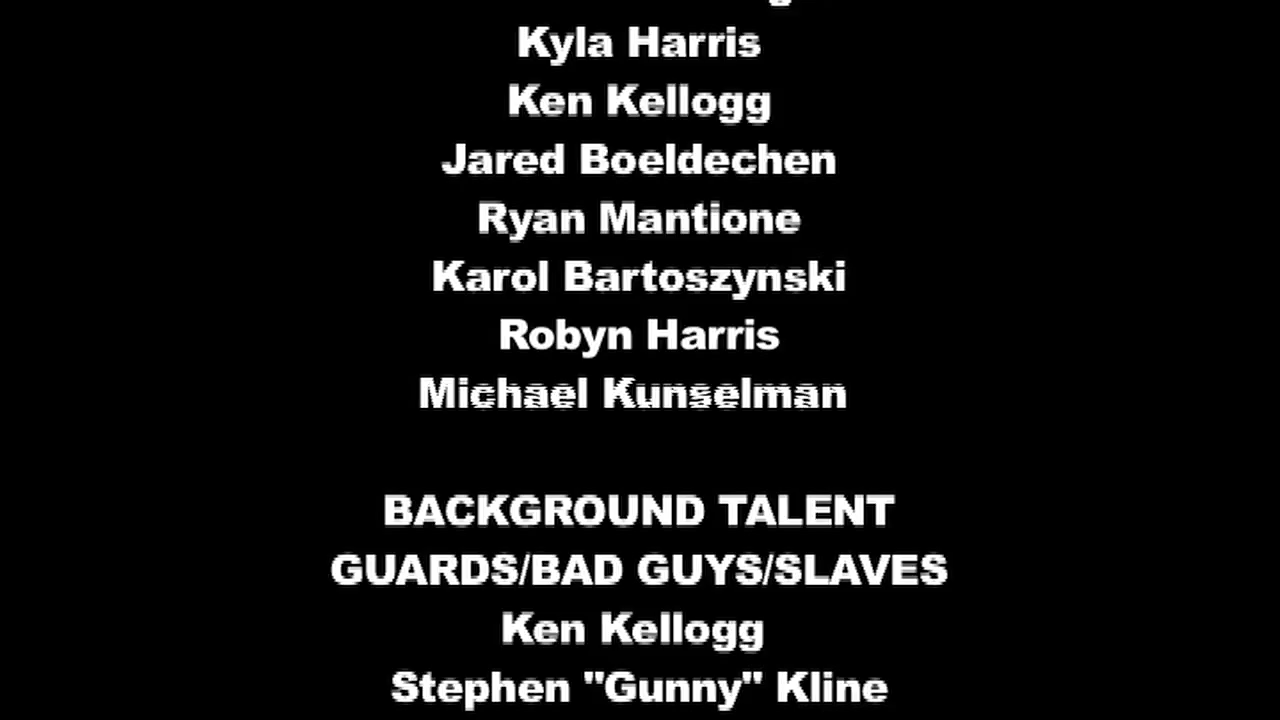 Kyla Harris
Ken Kellogg
Jared Boeldechen
Ryan Mantione
Karol Bartoszynski
Robyn Harris
Michael Kunselman
BACKGROUND TALENT
GUARDS/BAD GUYS/SLAVES
Ken Kellogg
Stephen "Gunny" Kline